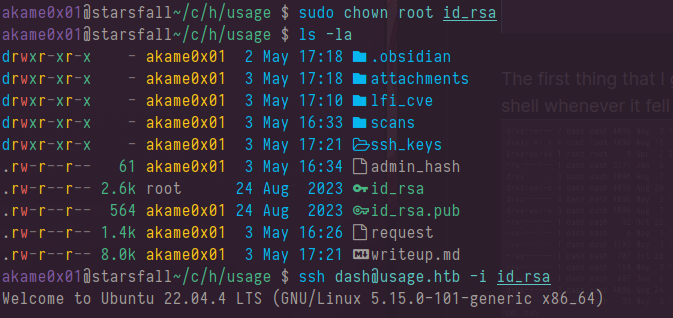 akame0x01@starsfall~/c/h/usage $ sudo chown root id_rsa
akame0x01@starsfall~/c/h/usage $ ls -la
drwxr-xr-x - akame0x01 2 May 17:18 .obsidian
The first thing that I g
drwxr-xr-x - akame0x01 3 May 17:18 attachments
shell whenever it fell
drwxr-xr-x - akame0x01 3 May 17:10 lfi_cve
drwxr-xr-x - akame0x01 3 May 16:33 scans
drwxr-xr-x - akame0x01 3 May 17:21 ssh_keys
.rw-r--r-- 61 akame0x01 3 May 16:34 admin_hash
.rw-r--r-- 2.6k root 24 Aug 2023 id_rsa
.rw-r--r-- 564 akame0x01 24 Aug 2023 id_rsa.pub
.rw-r--r-- 1.4k akame0x01 3 May 16:26 request
.rw-r--r-- 8.0k akame0x01 3 May 17:21 writeup.md
akame0x01@starsfall~/c/h/usage $ ssh dash@usage.htb -i id_rsa
Welcome to Ubuntu 22.04.4 LTS (GNU/Linux 5.15.0-101-generic x86_64)